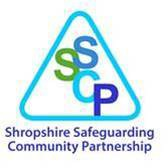 SSCP
Shropshire Safeguarding
Community Partnership